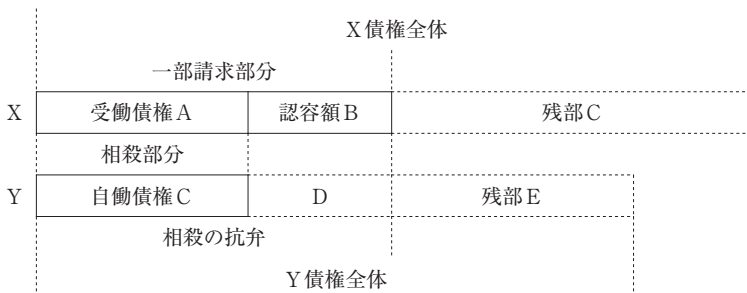 X債権全体
一部請求部分
X 受働債権A 認容額B 残部C
相殺部分
Y 自働債権C D 残部E
相殺の抗弁
Y債権全体